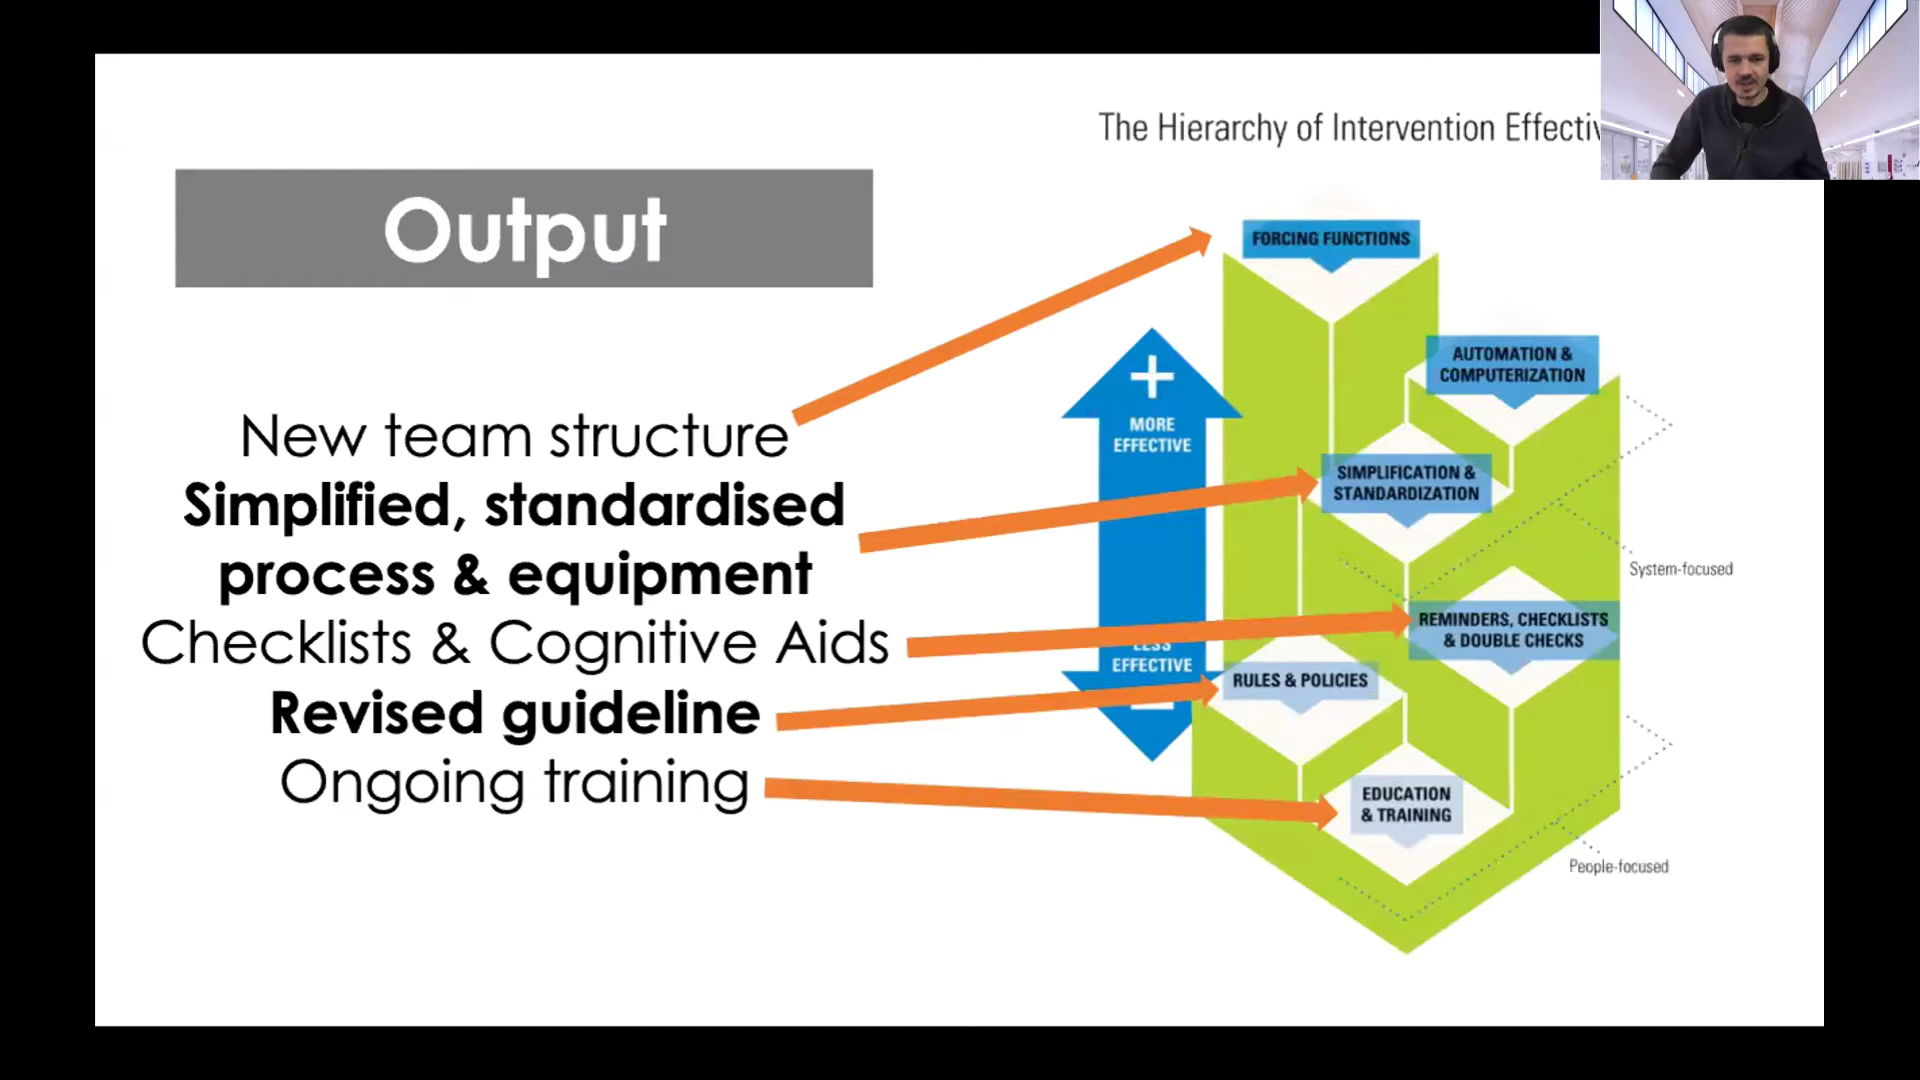 The Hierarchy of Intervention
Output
New team structure
Simplified, standardised
process & equipment
Checklists & Cognitive Aids
Revised guideline
Ongoing training
FORCING FUNCTIONS
AUTOMATION &
COMPUTERIZATION
+
MORE
EFFECTIVE
SIMPLIFICATION &
STANDARDIZATION
System-focused
REMINDERS, CHECKLISTS
& DOUBLE CHECKS
LESS
EFFECTIVE
RULES & POLICIES
EDUCATION
& TRAINING
People-focused